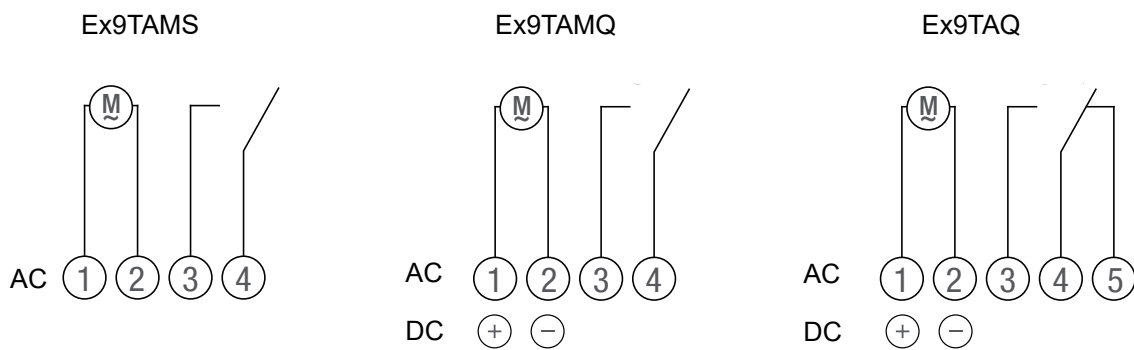 Ex9TAMS Ex9TAMQ Ex9TAQ
M M M
~ ~ ~
AC 1 2 3 4 AC 1 2 3 4 AC 1 2 3 4 5
DC + − DC + −